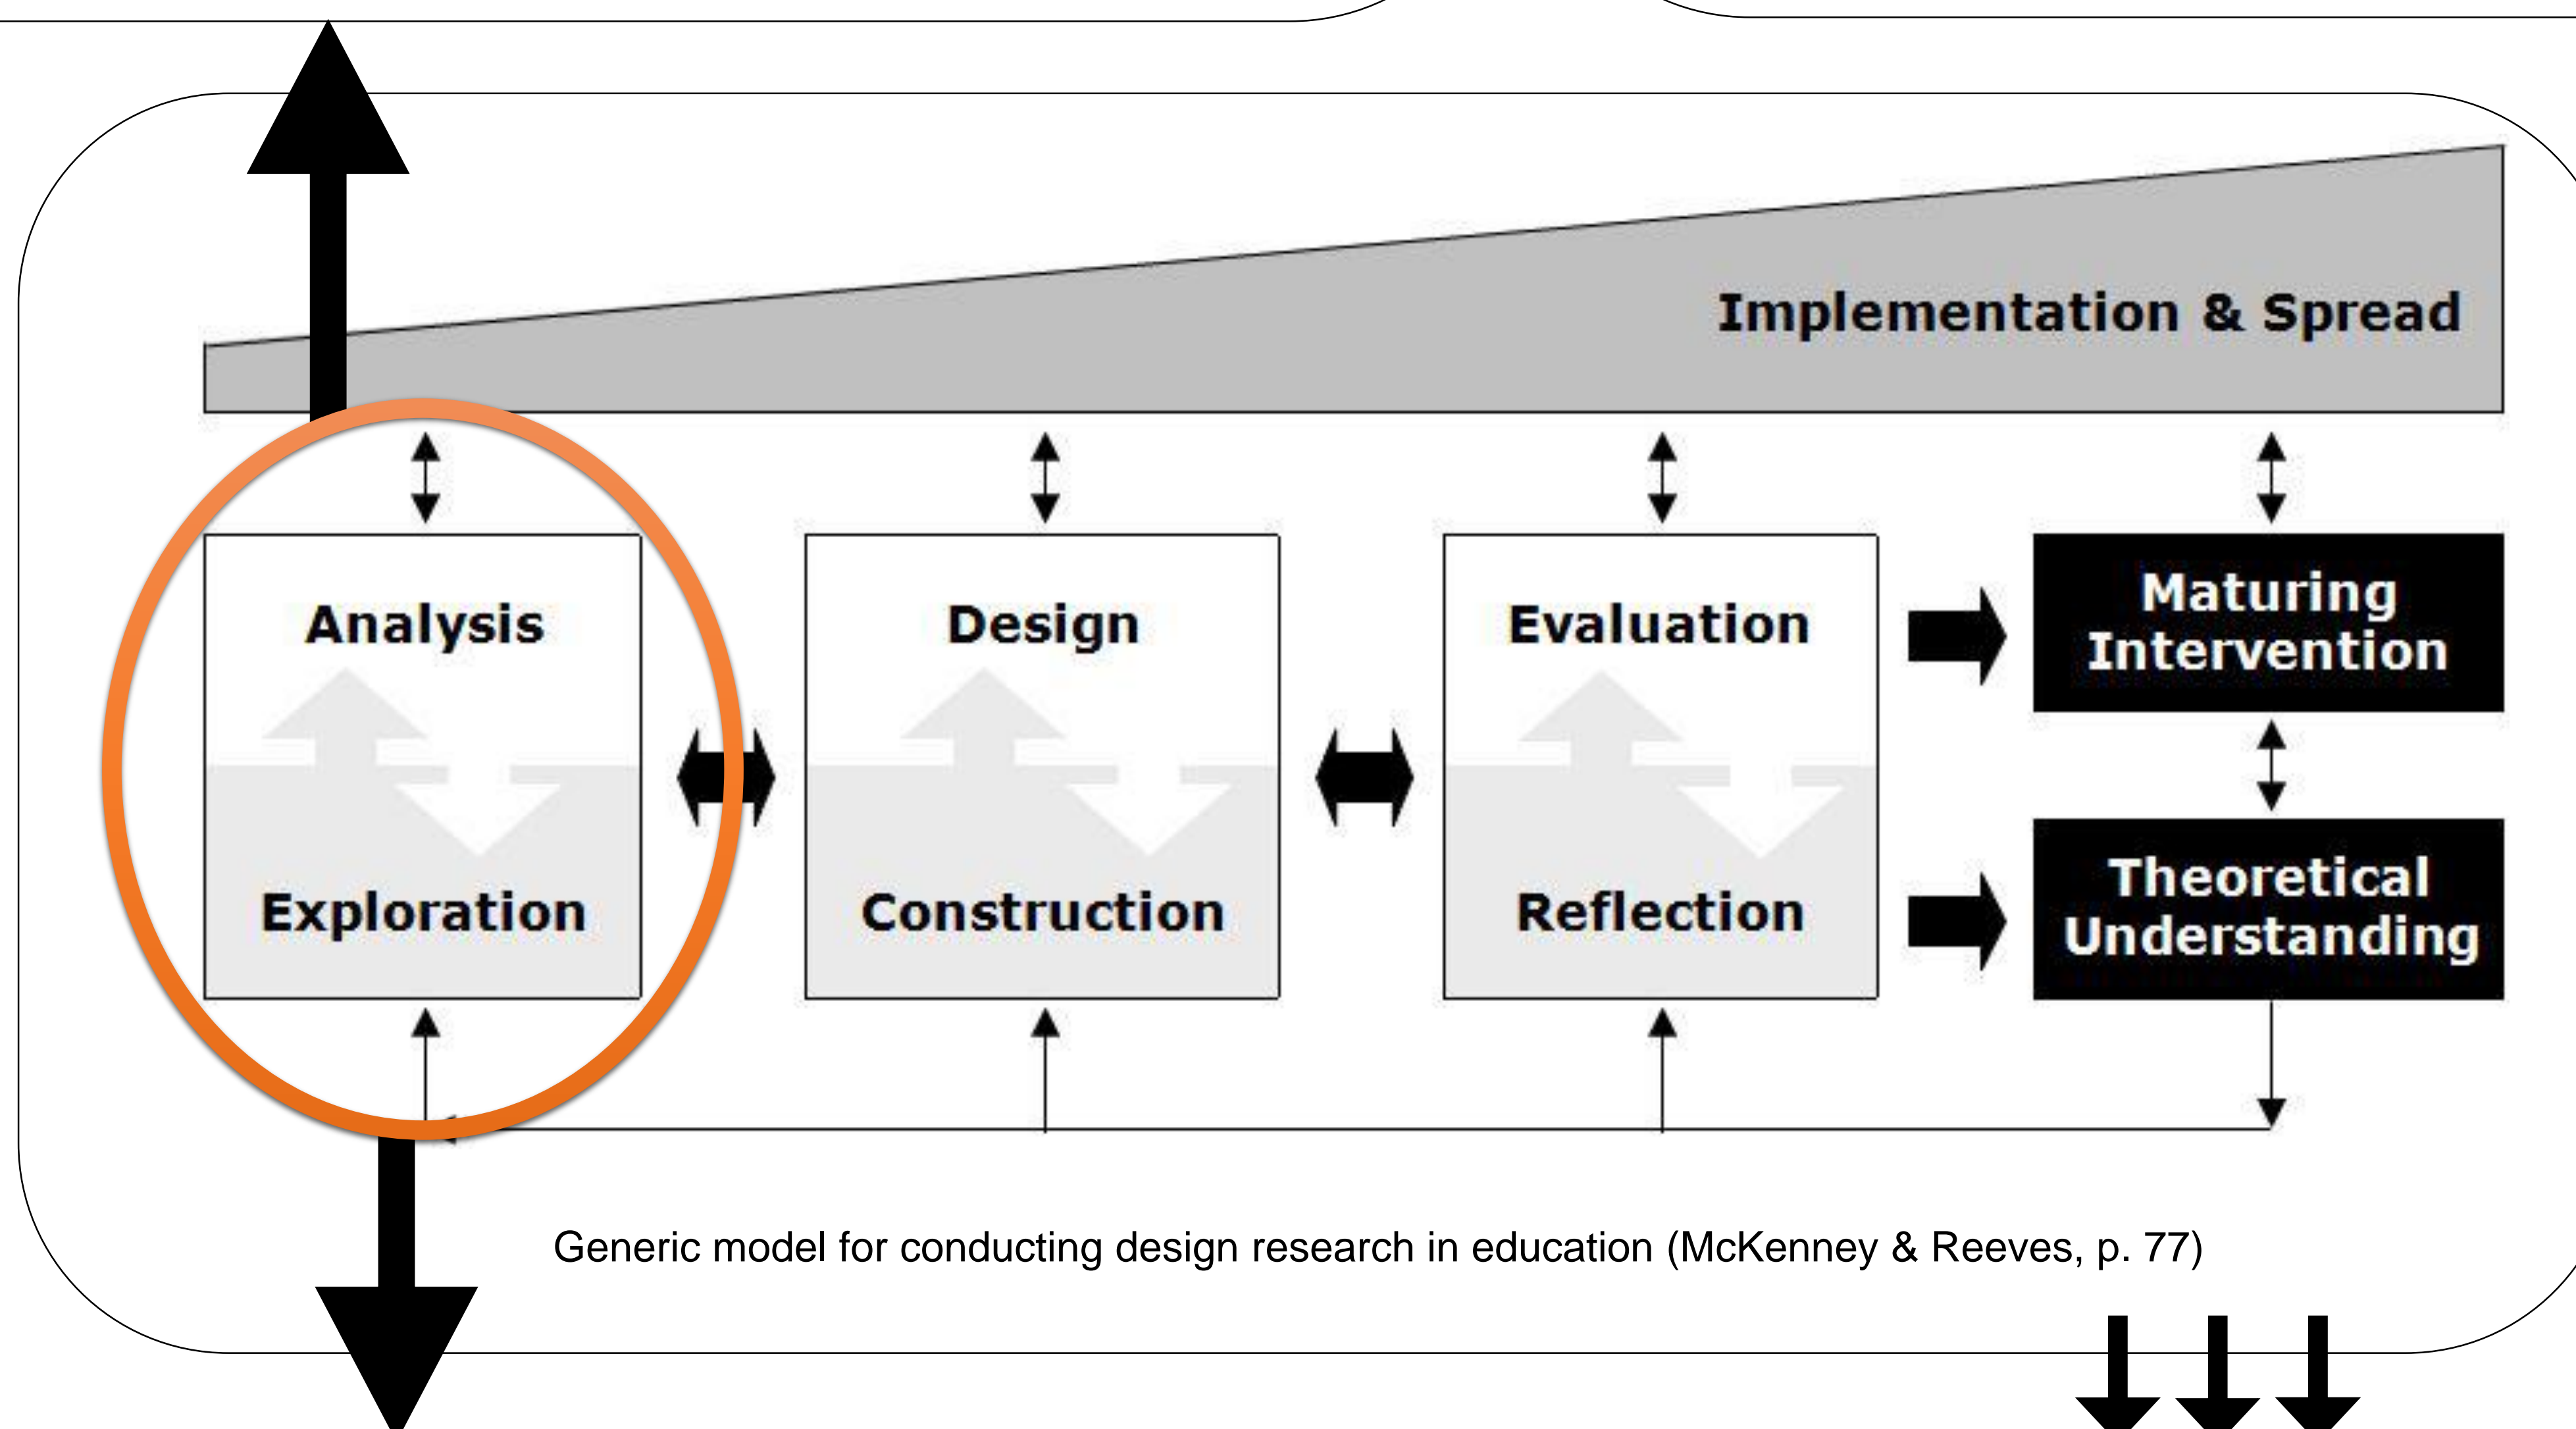 Implementation & Spread
Analysis
Exploration
Design
Construction
Evaluation
Reflection
Maturing
Intervention
Theoretical
Understanding
Generic model for conducting design research in education (McKenney & Reeves, p. 77)